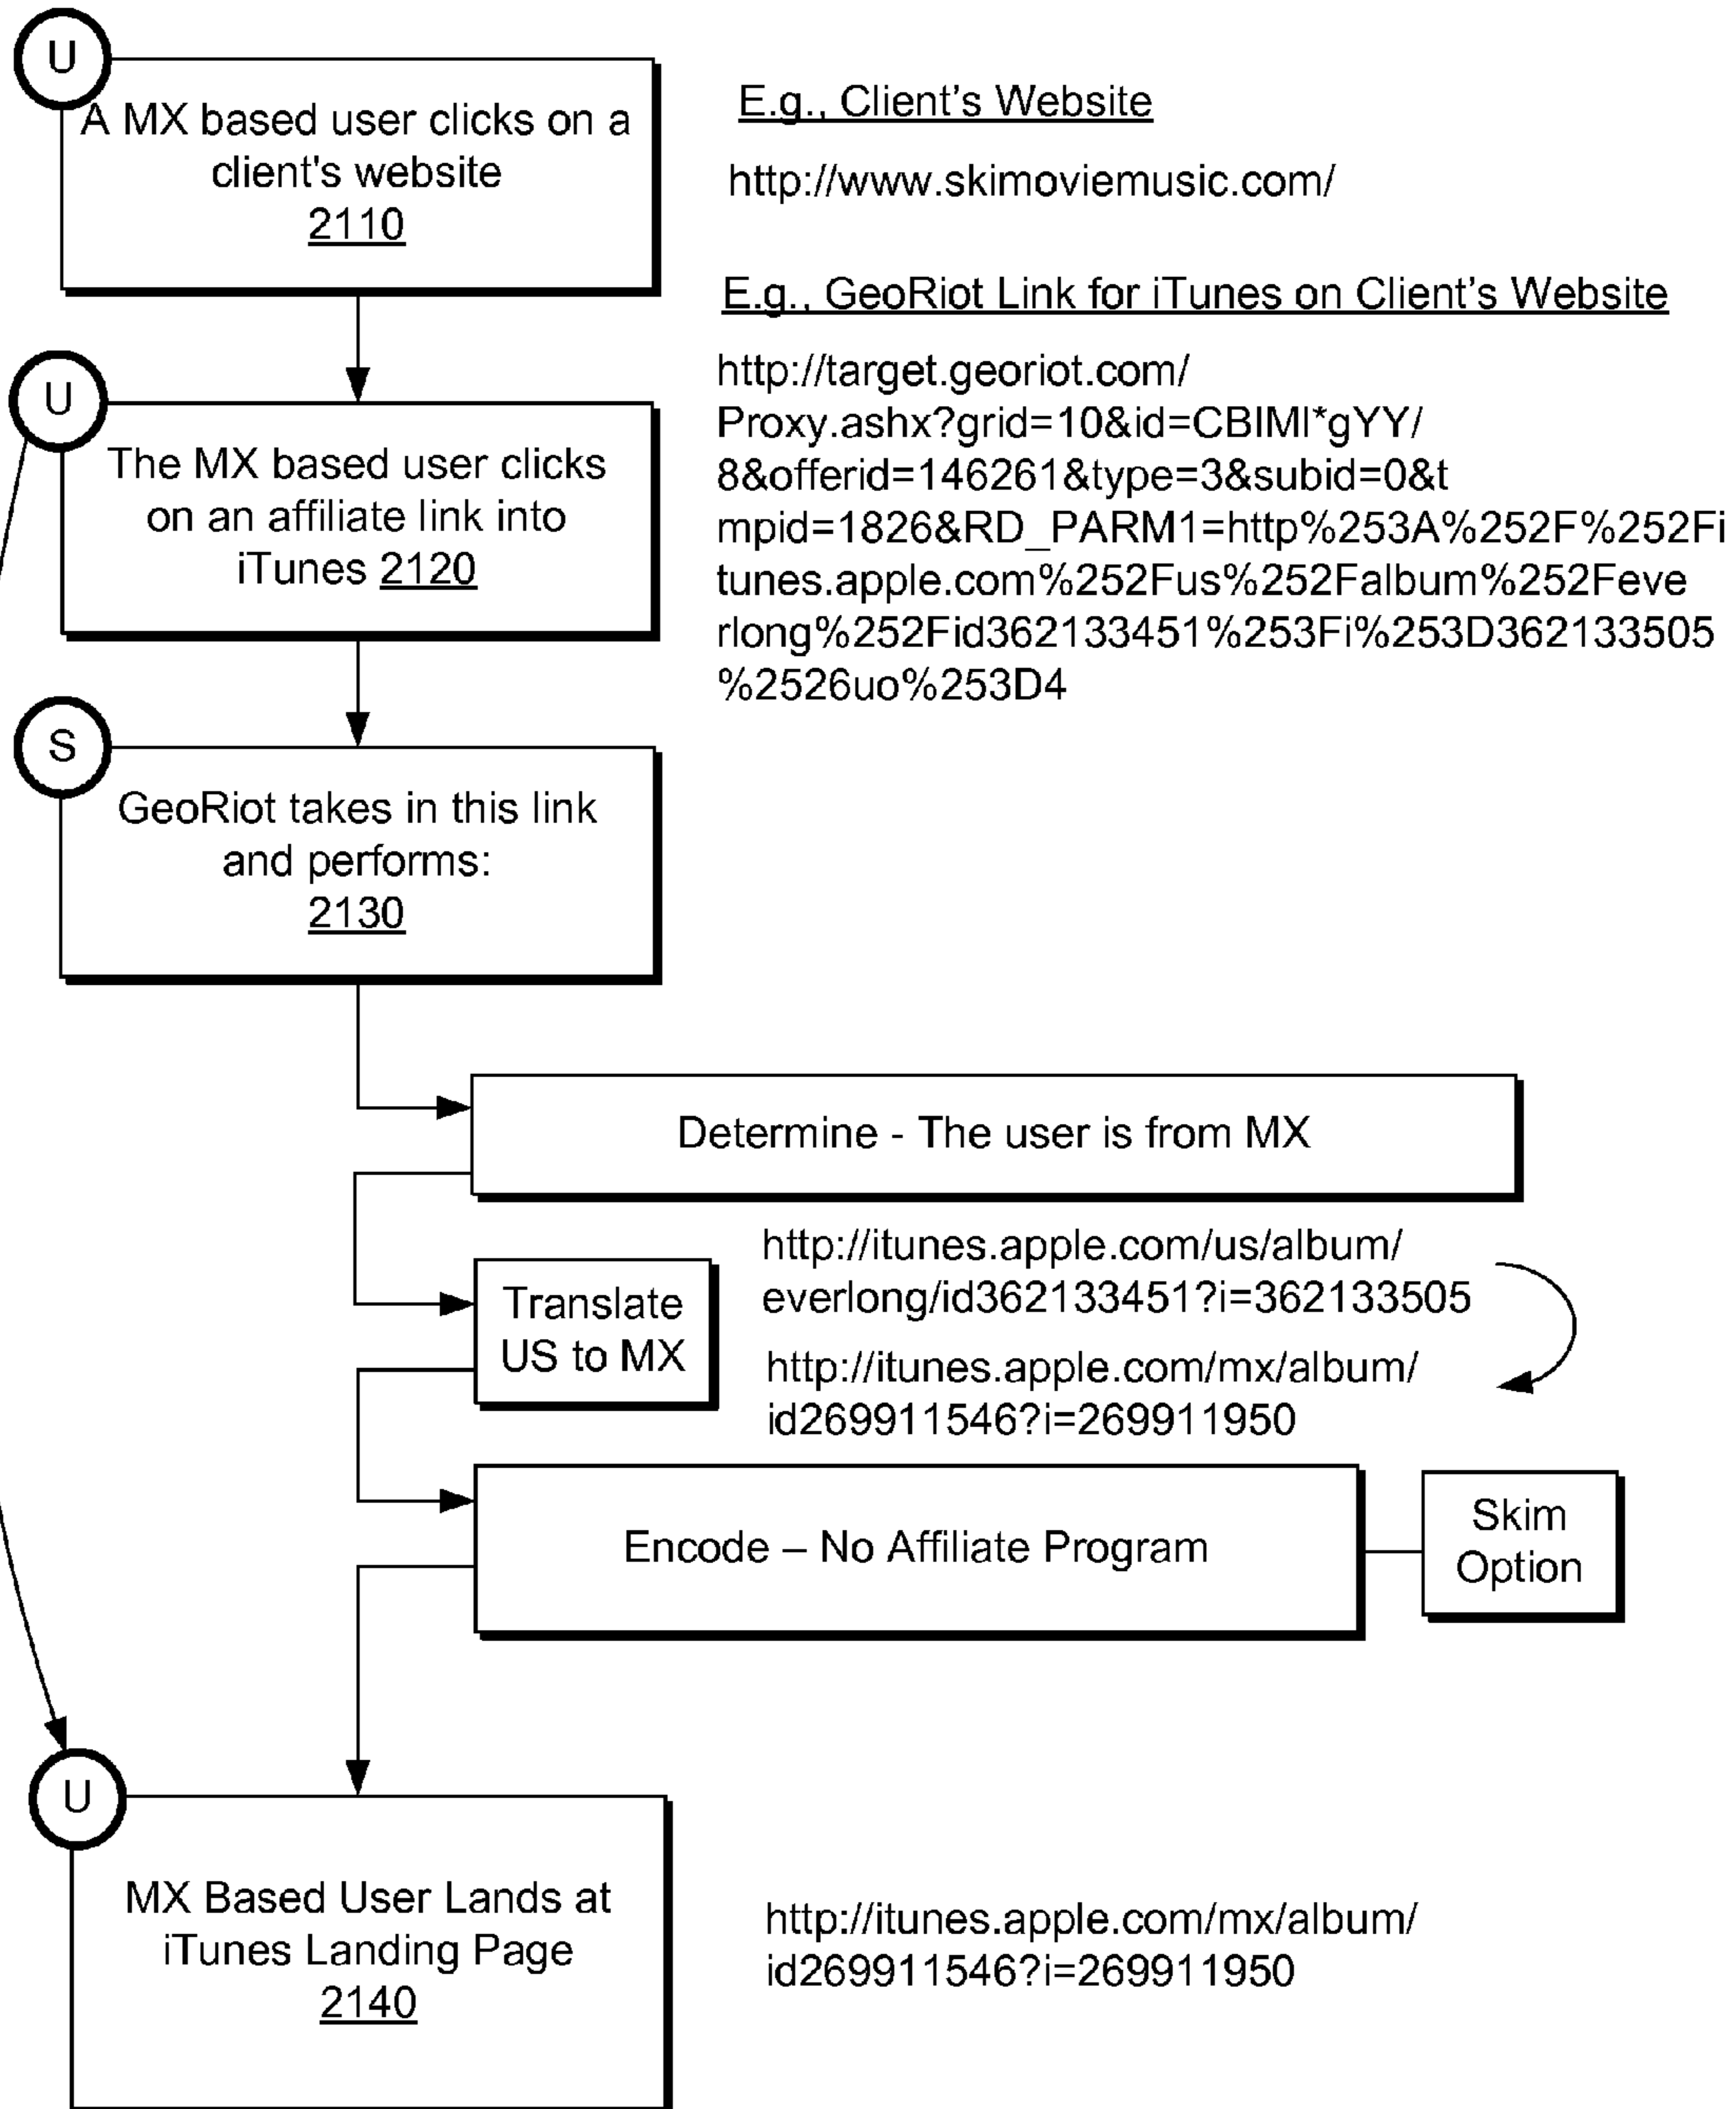 U
A MX based user clicks on a
client's website
2110
E.g., Client's Website
http://www.skimoviemusic.com/
E.g., GeoRiot Link for iTunes on Client's Website
http://target.georiot.com/
Proxy.ashx?grid=10&id=CBIMl*gYY/
8&offerid=146261&type=3&subid=0&t
mpid=1826&RD_PARM1=http%253A%252F%252Fi
tunes.apple.com%252Fus%252Falbum%252Feve
rlong%252Fid362133451%253Fi%253D362133505
%2526uo%253D4
U
The MX based user clicks
on an affiliate link into
iTunes 2120
S
GeoRiot takes in this link
and performs:
2130
Determine - The user is from MX
Translate
US to MX
http://itunes.apple.com/us/album/
everlong/id362133451?i=362133505
http://itunes.apple.com/mx/album/
id269911546?i=269911950
Encode – No Affiliate Program
Skim
Option
U
MX Based User Lands at
iTunes Landing Page
2140
http://itunes.apple.com/mx/album/
id269911546?i=269911950